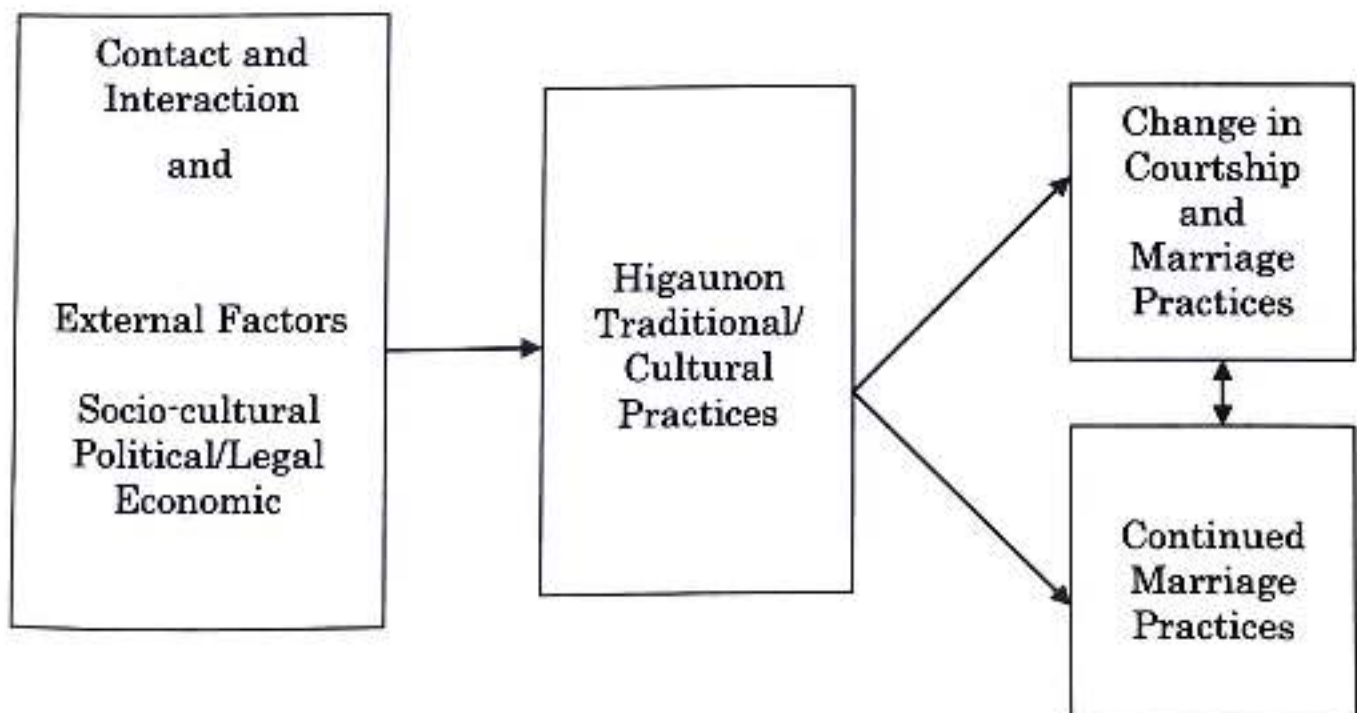 Contact and
Interaction
and
External Factors
Socio-cultural
Political/Legal
Economic
Higaunon
Traditional/
Cultural
Practices
Change in
Courtship
and
Marriage
Practices
Continued
Marriage
Practices